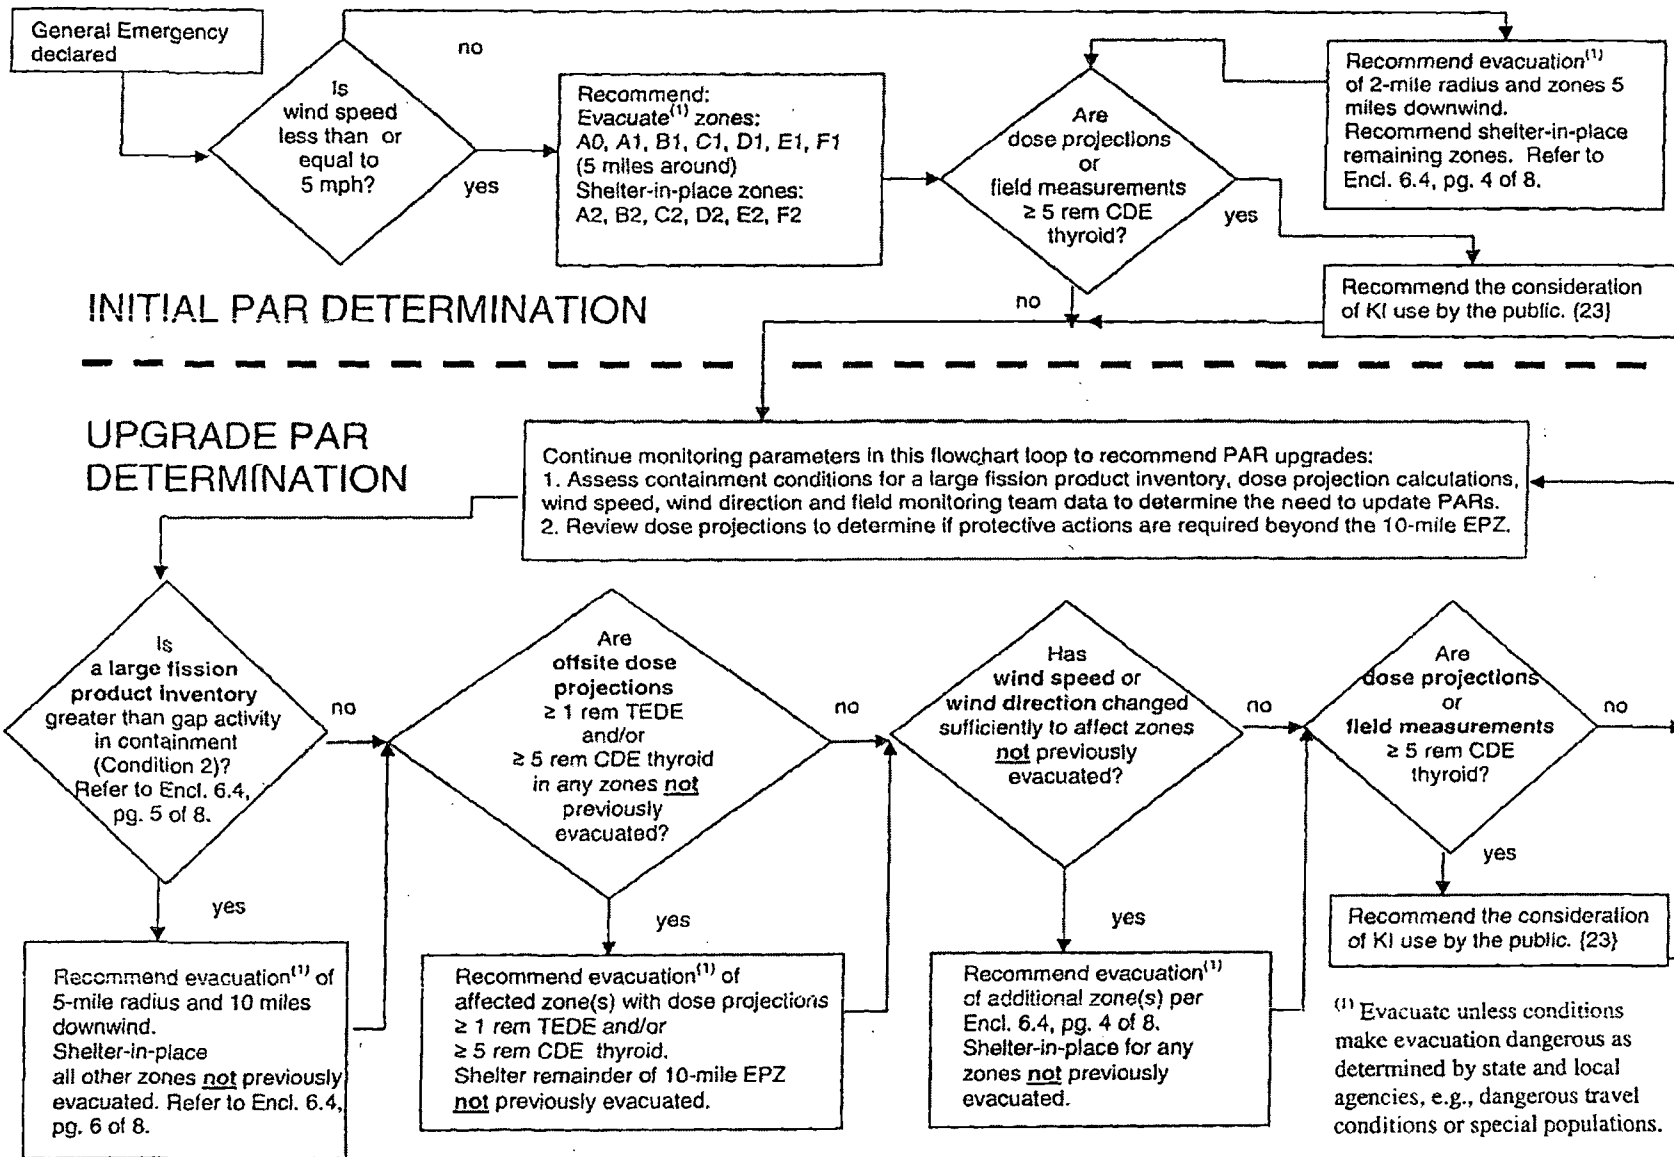 General Emergency
declared
no
Is
wind speed
less than or
equal to
5 mph?
yes
Recommend:
Evacuate(1) zones:
A0, A1, B1, C1, D1, E1, F1
(5 miles around)
Shelter-in-place zones:
A2, B2, C2, D2, E2, F2
Are
dose projections
or
field measurements
≥ 5 rem CDE
thyroid?
yes
no
Recommend evacuation(1)
of 2-mile radius and zones 5
miles downwind.
Recommend shelter-in-place
remaining zones. Refer to
Encl. 6.4, pg. 4 of 8.
Recommend the consideration
of KI use by the public. {23}
INITIAL PAR DETERMINATION
UPGRADE PAR
DETERMINATION
Continue monitoring parameters in this flowchart loop to recommend PAR upgrades:
1. Assess containment conditions for a large fission product inventory, dose projection calculations,
wind speed, wind direction and field monitoring team data to determine the need to update PARs.
2. Review dose projections to determine if protective actions are required beyond the 10-mile EPZ.
Is
a large fission
product inventory
greater than gap activity
in containment
(Condition 2)?
Refer to Encl. 6.4,
pg. 5 of 8.
no
yes
Recommend evacuation(1) of
5-mile radius and 10 miles
downwind.
Shelter-in-place
all other zones not previously
evacuated. Refer to Encl. 6.4,
pg. 6 of 8.
Are
offsite dose
projections
≥ 1 rem TEDE
and/or
≥ 5 rem CDE thyroid
in any zones not
previously
evacuated?
no
yes
Recommend evacuation(1) of
affected zone(s) with dose projections
≥ 1 rem TEDE and/or
≥ 5 rem CDE thyroid.
Shelter remainder of 10-mile EPZ
not previously evacuated.
Has
wind speed or
wind direction changed
sufficiently to affect zones
not previously
evacuated?
no
yes
Recommend evacuation(1)
of additional zone(s) per
Encl. 6.4, pg. 4 of 8.
Shelter-in-place for any
zones not previously
evacuated.
Are
dose projections
or
field measurements
≥ 5 rem CDE
thyroid?
no
yes
Recommend the consideration
of KI use by the public. {23}
(1) Evacuate unless conditions
make evacuation dangerous as
determined by state and local
agencies, e.g., dangerous travel
conditions or special populations.